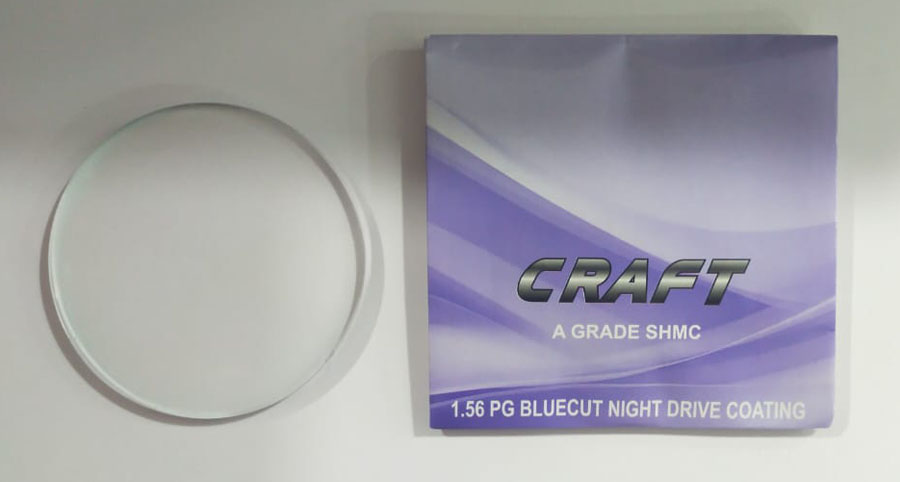 CRAFT
A GRADE SHMC
1.56 PG BLUECUT NIGHT DRIVE COATING